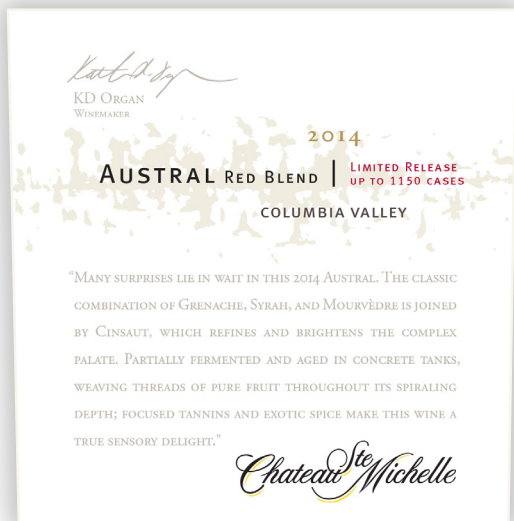 KD Organ
Winemaker
2014
Austral Red Blend | Limited Release
up to 1150 cases
Columbia Valley
"Many surprises lie in wait in this 2014 Austral. The classic
combination of Grenache, Syrah, and Mourvèdre is joined
by Cinsaut, which refines and brightens the complex
palate. Partially fermented and aged in concrete tanks,
weaving threads of pure fruit throughout its spiraling
depth; focused tannins and exotic spice make this wine a
true sensory delight."
Chateau Ste Michelle